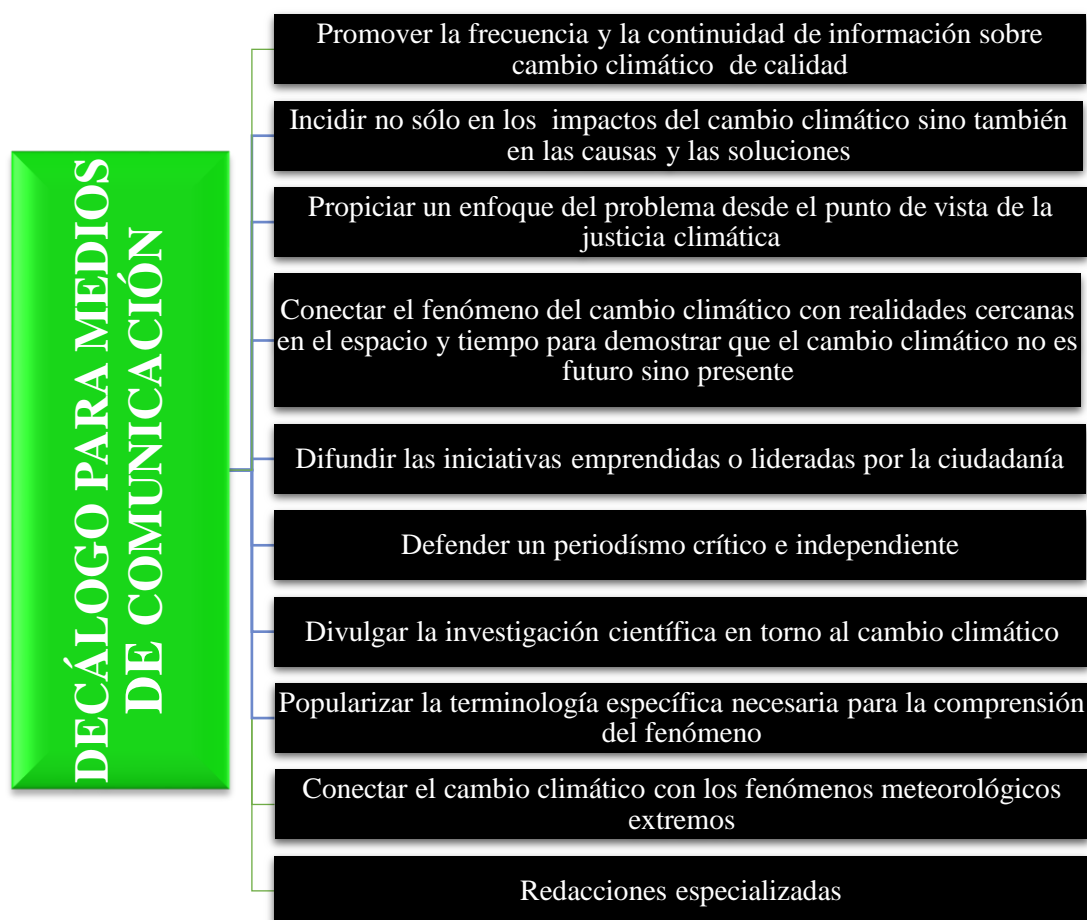 DECÁLOGO PARA MEDIOS
DE COMUNICACIÓN
Promover la frecuencia y la continuidad de información sobre
cambio climático de calidad
Incidir no sólo en los impactos del cambio climático sino también
en las causas y las soluciones
Propiciar un enfoque del problema desde el punto de vista de la
justicia climática
Conectar el fenómeno del cambio climático con realidades cercanas
en el espacio y tiempo para demostrar que el cambio climático no es
futuro sino presente
Difundir las iniciativas emprendidas o lideradas por la ciudadanía
Defender un periodísmo crítico e independiente
Divulgar la investigación científica en torno al cambio climático
Popularizar la terminología específica necesaria para la comprensión
del fenómeno
Conectar el cambio climático con los fenómenos meteorológicos
extremos
Redacciones especializadas